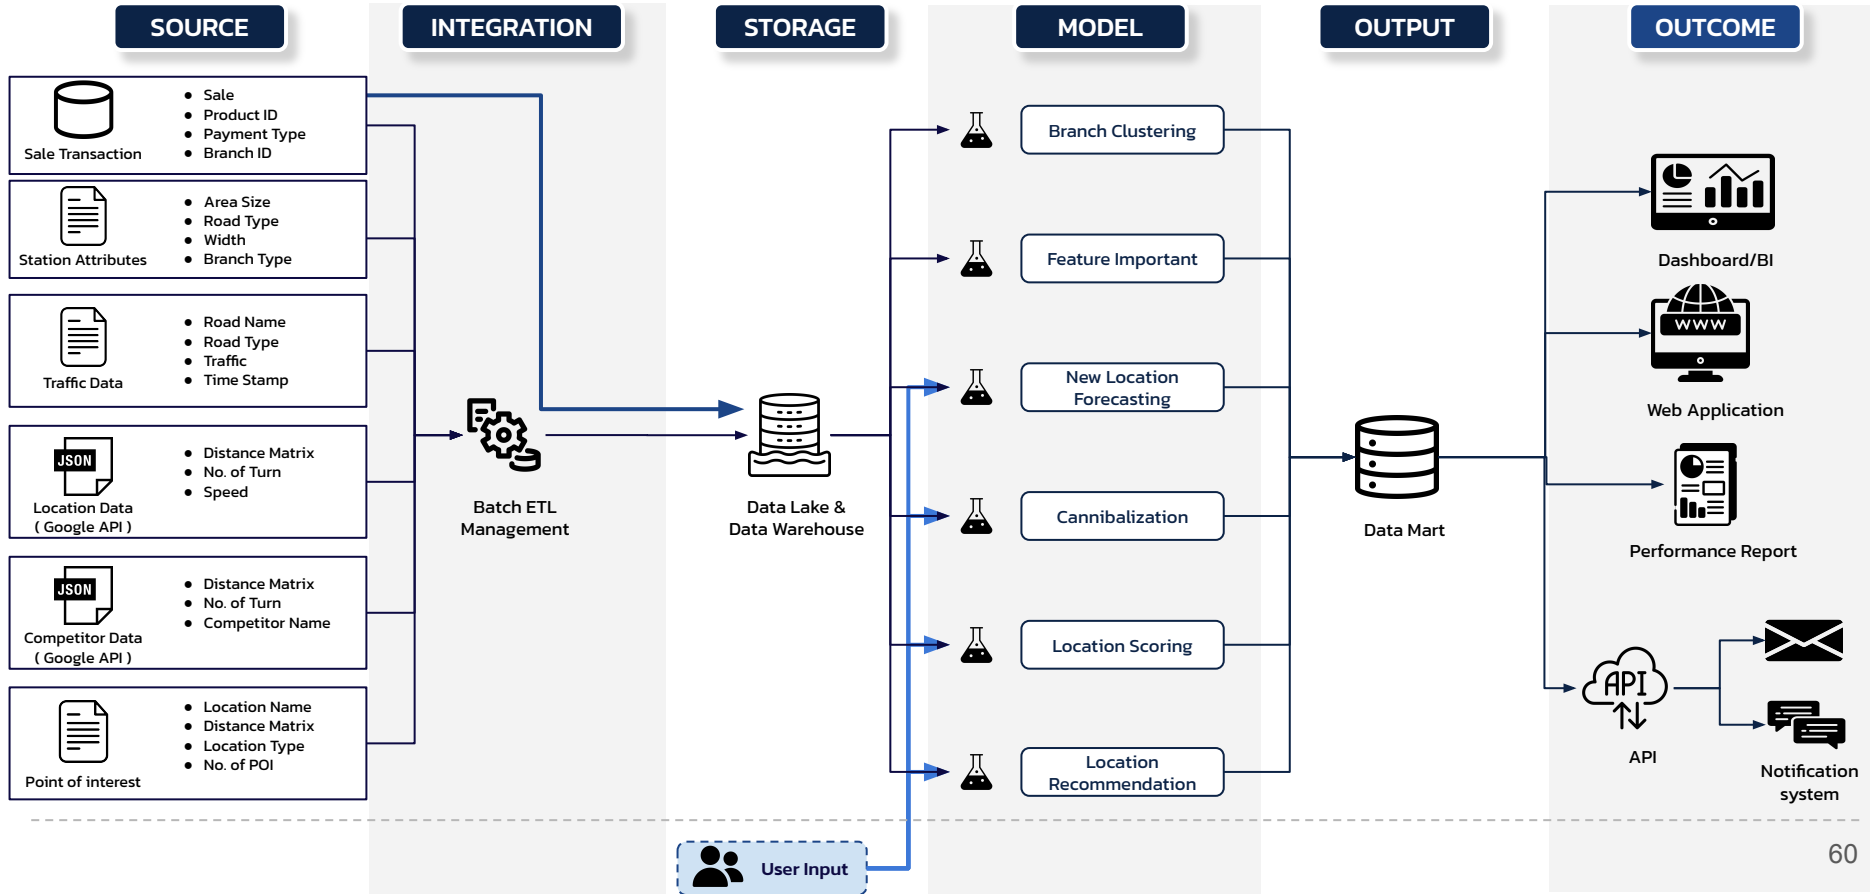 SOURCE
INTEGRATION
STORAGE
MODEL
OUTPUT
OUTCOME
Sale Transaction
● Sale
● Product ID
● Payment Type
● Branch ID
Station Attributes
● Area Size
● Road Type
● Width
● Branch Type
Traffic Data
● Road Name
● Road Type
● Traffic
● Time Stamp
JSON
Location Data
( Google API )
● Distance Matrix
● No. of Turn
● Speed
JSON
Competitor Data
( Google API )
● Distance Matrix
● No. of Turn
● Competitor Name
Point of interest
● Location Name
● Distance Matrix
● Location Type
● No. of POI
Batch ETL
Management
Data Lake &
Data Warehouse
User Input
Branch Clustering
Feature Important
New Location
Forecasting
Cannibalization
Location Scoring
Location
Recommendation
Data Mart
Dashboard/BI
WWW
Web Application
Performance Report
API
API
Notification
system
60